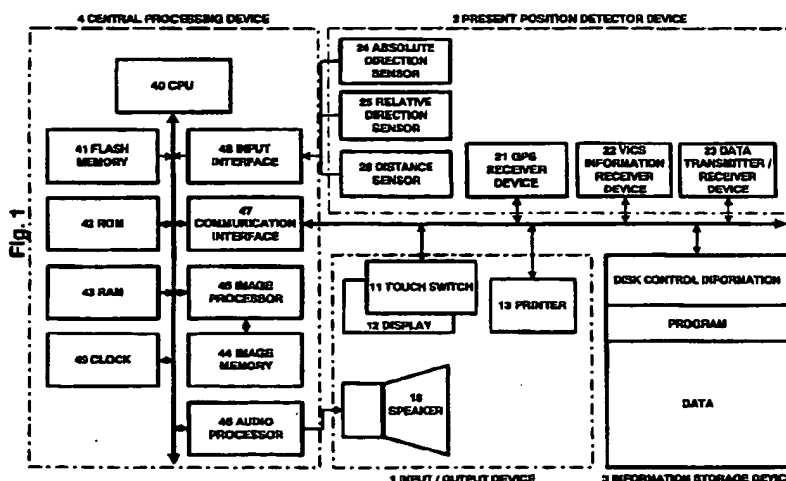 4 CENTRAL PROCESSING DEVICE
2 PRESENT POSITION DETECTOR DEVICE
40 CPU
24 ABSOLUTE
DIRECTION
SENSOR
25 RELATIVE
DIRECTION
SENSOR
26 DISTANCE
SENSOR
41 FLASH
MEMORY
48 INPUT
INTERFACE
21 GPS
RECEIVER
DEVICE
22 VICS
INFORMATION
RECEIVER
DEVICE
23 DATA
TRANSMITTER /
RECEIVER DEVICE
Fig. 1
42 ROM
47
COMMUNICATION
INTERFACE
43 RAM
45 IMAGE
PROCESSOR
11 TOUCH SWITCH
12 DISPLAY
13 PRINTER
DISK CONTROL INFORMATION
PROGRAM
DATA
49 CLOCK
44 IMAGE
MEMORY
46 AUDIO
PROCESSOR
16
SPEAKER
1 INPUT / OUTPUT DEVICE
3 INFORMATION STORAGE DEVICE